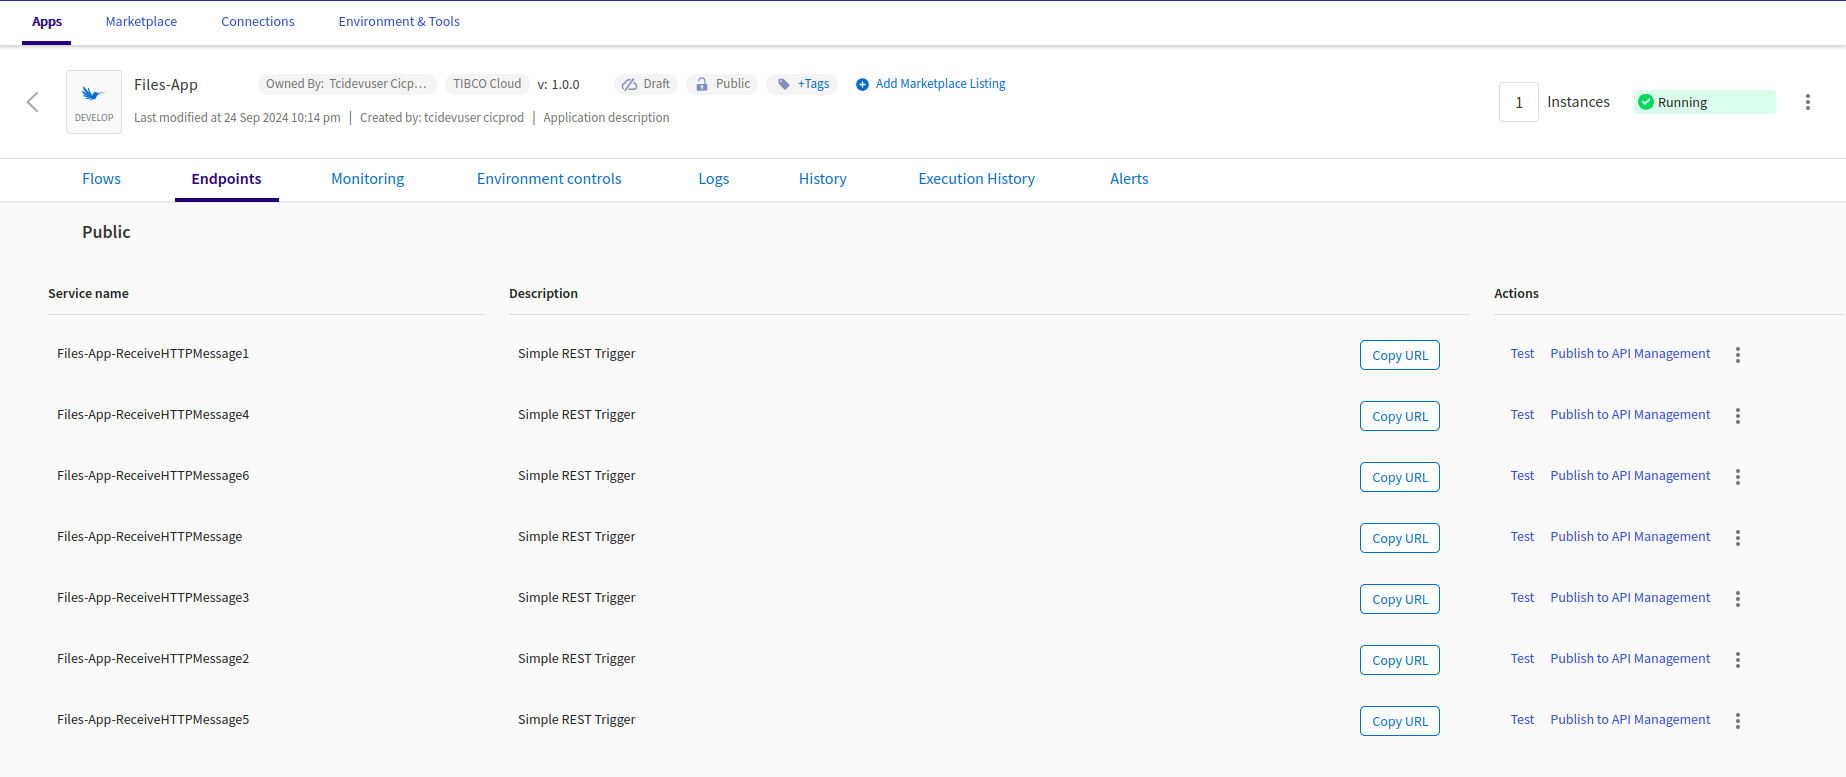 Apps Marketplace Connections Environment & Tools
Files-App Owned By: Tcidevuser Cicp... TIBCO Cloud v: 1.0.0 Draft Public +Tags Add Marketplace Listing
DEVELOP Last modified at 24 Sep 2024 10:14 pm | Created by: tcidevuser cicprod | Application description
1 Instances Running
Flows Endpoints Monitoring Environment controls Logs History Execution History Alerts
Public
Service name Description Actions
Files-App-ReceiveHTTPMessage1 Simple REST Trigger Copy URL Test Publish to API Management
Files-App-ReceiveHTTPMessage4 Simple REST Trigger Copy URL Test Publish to API Management
Files-App-ReceiveHTTPMessage6 Simple REST Trigger Copy URL Test Publish to API Management
Files-App-ReceiveHTTPMessage Simple REST Trigger Copy URL Test Publish to API Management
Files-App-ReceiveHTTPMessage3 Simple REST Trigger Copy URL Test Publish to API Management
Files-App-ReceiveHTTPMessage2 Simple REST Trigger Copy URL Test Publish to API Management
Files-App-ReceiveHTTPMessage5 Simple REST Trigger Copy URL Test Publish to API Management